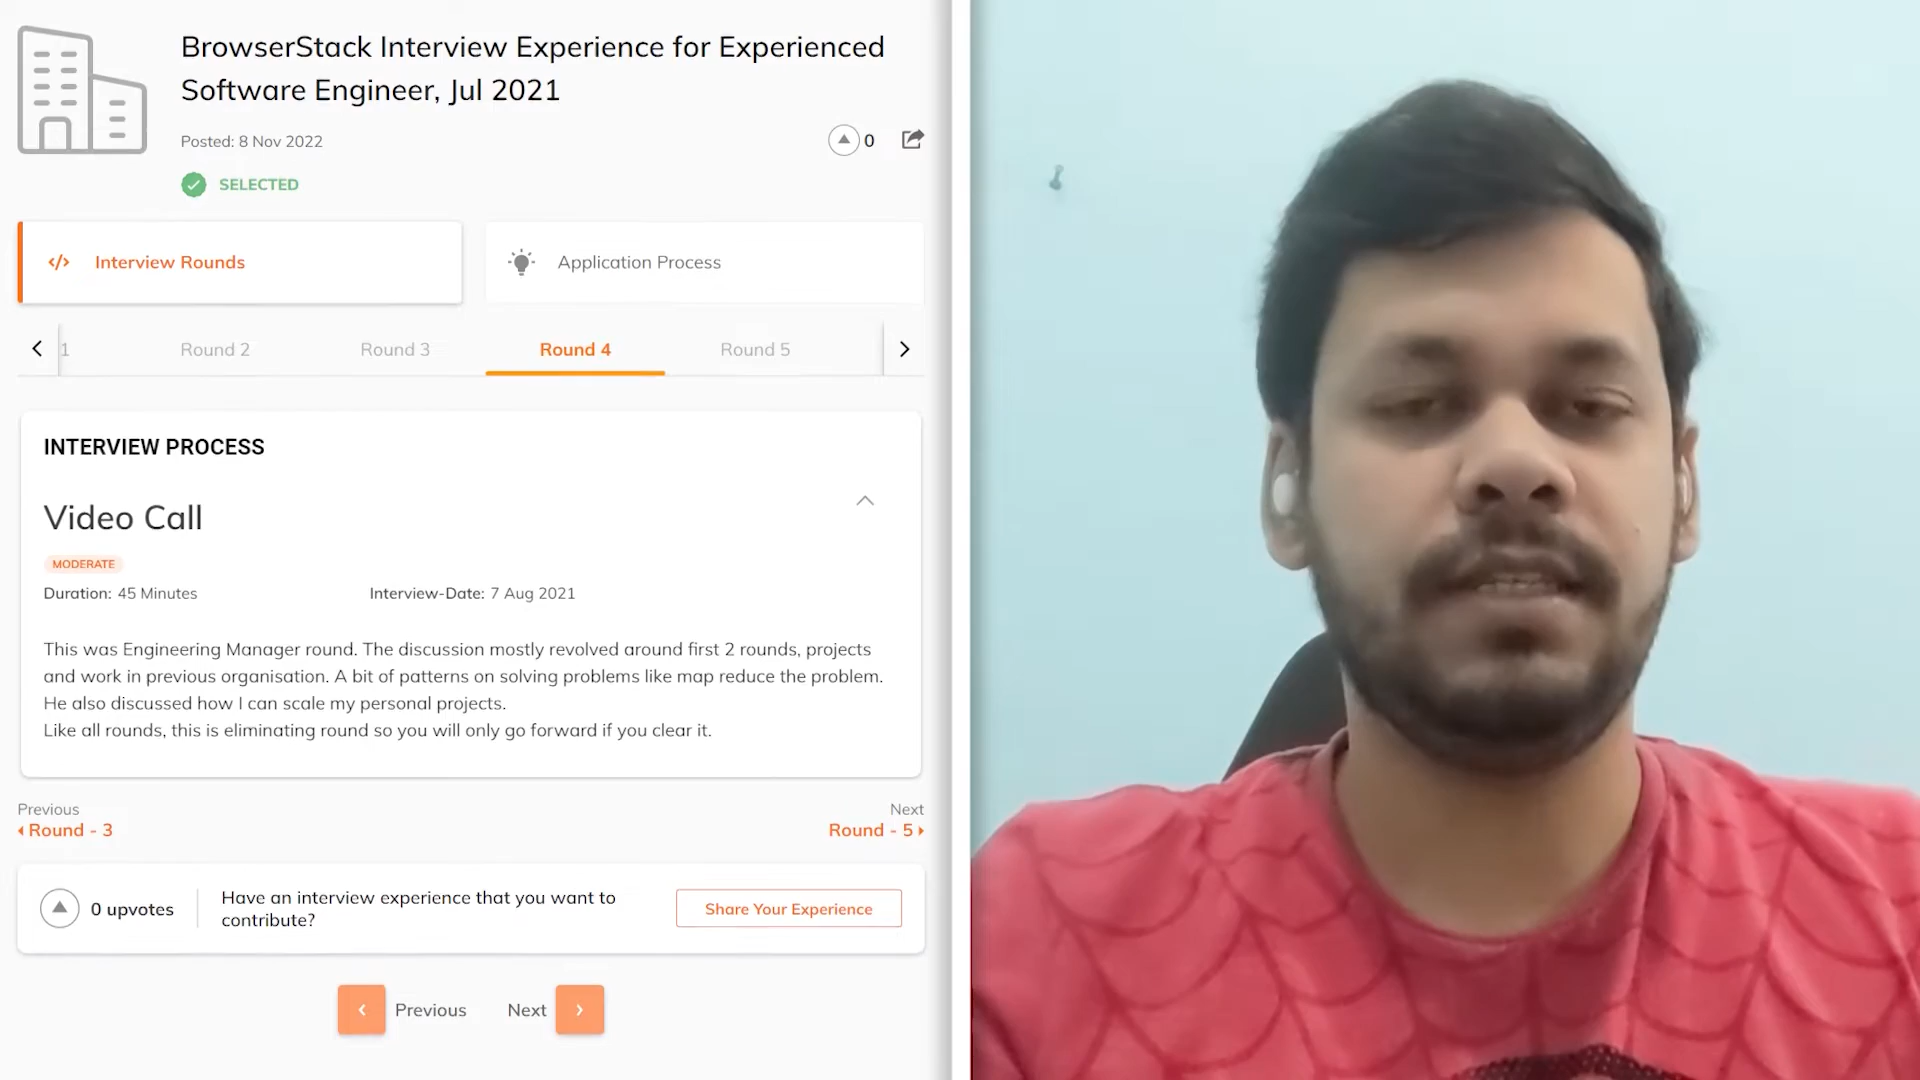 BrowserStack Interview Experience for Experienced
Software Engineer, Jul 2021
Posted: 8 Nov 2022
0
SELECTED
Interview Rounds
Application Process
1
Round 2
Round 3
Round 4
Round 5
INTERVIEW PROCESS
Video Call
MODERATE
Duration: 45 Minutes
Interview-Date: 7 Aug 2021
This was Engineering Manager round. The discussion mostly revolved around first 2 rounds, projects
and work in previous organisation. A bit of patterns on solving problems like map reduce the problem.
He also discussed how I can scale my personal projects.
Like all rounds, this is eliminating round so you will only go forward if you clear it.
Previous
Round - 3
Next
Round - 5
0 upvotes
Have an interview experience that you want to
contribute?
Share Your Experience
Previous
Next